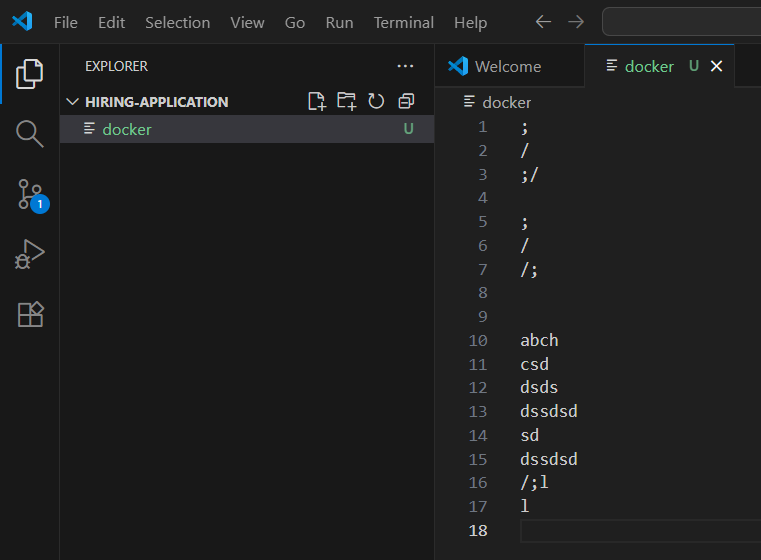 File Edit Selection View Go Run Terminal Help
EXPLORER ...
HIRING-APPLICATION
docker U
1
Welcome
docker U
docker
1 ;
2 /
3 ;/
4
5 ;
6 /
7 /;
8
9
10 abch
11 csd
12 dsds
13 dssdsd
14 sd
15 dssdsd
16 /;l
17 l
18